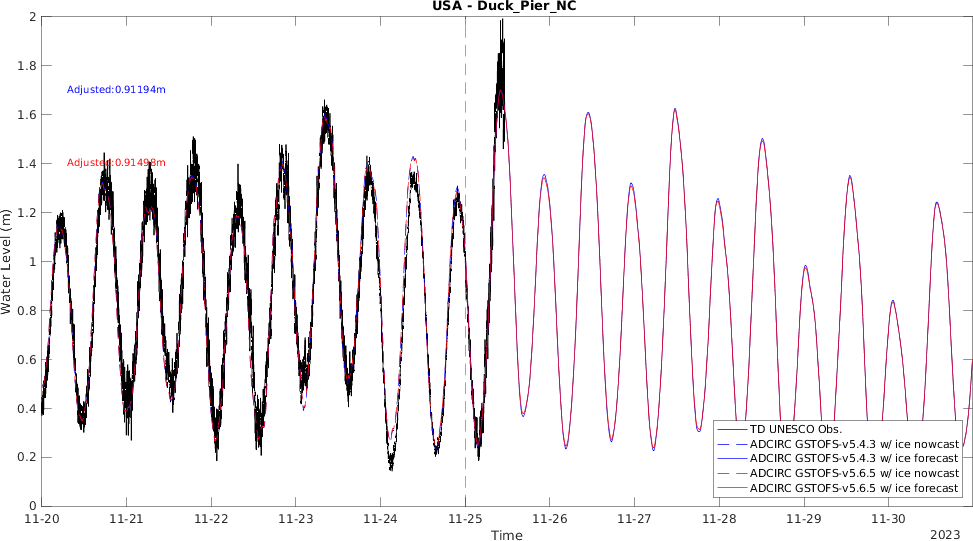 USA - Duck_Pier_NC
2
1.8
Adjusted:0.91194m
1.6
1.4
Adjusted:0.91498m
1.2
Water Level (m)
1
0.8
0.6
0.4
0.2
0
TD UNESCO Obs.
ADCIRC GSTOFS-v5.4.3 w/ ice nowcast
ADCIRC GSTOFS-v5.4.3 w/ ice forecast
ADCIRC GSTOFS-v5.6.5 w/ ice nowcast
ADCIRC GSTOFS-v5.6.5 w/ ice forecast
11-20 11-21 11-22 11-23 11-24 11-25 11-26 11-27 11-28 11-29 11-30
Time
2023